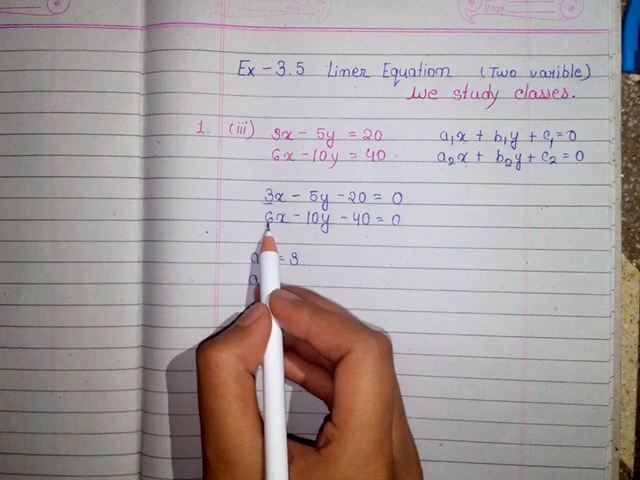 Ex - 3.5 Liner Equation (Two varible)
We study classes.
1. (iii) 3x - 5y = 20 a₁x + b₁y + c₁ = 0
6x - 10y = 40. a₂x + b₂y + c₂ = 0
3x - 5y - 20 = 0
6x - 10y - 40 = 0
= 3